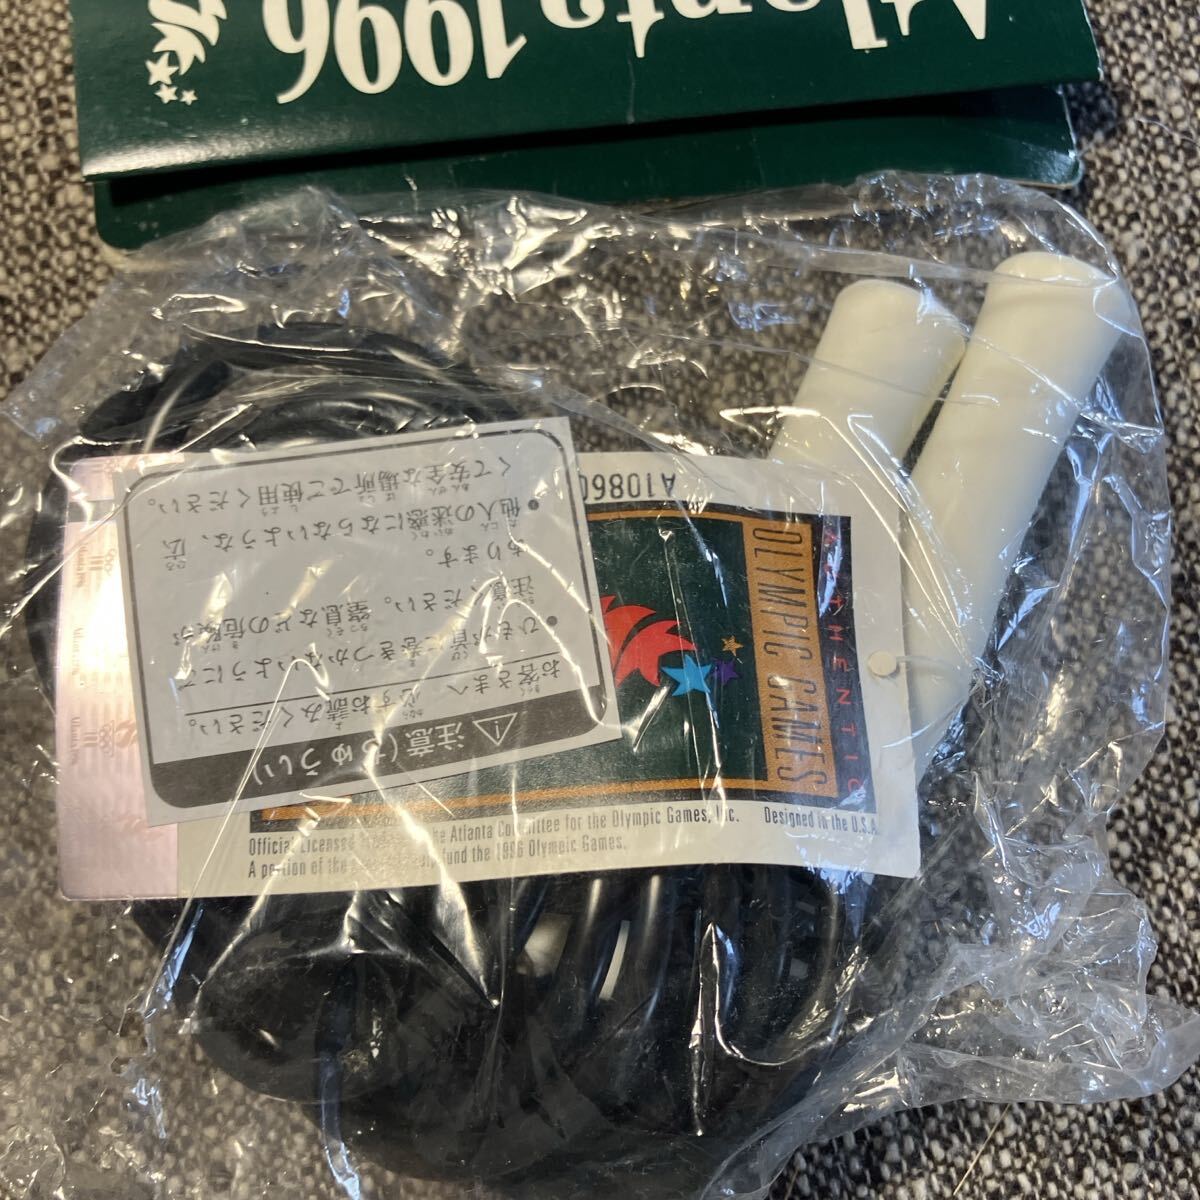 Atlanta 1996
A1086
AUTHENTIC
OLYMPIC GAMES
the Atlanta Committee for the Olympic Games, Inc. Designed in the U.S.A.
Official Licensed
A portion of the fund the 1996 Olympic Games.
⚠ 注意(ちゅうい)
お客さまへ 必ずお読みください。
●ひもが首に巻きつかないようにご
注意ください。窒息などの危険が
あります。
●他人の迷惑にならないような、広
くて安全な場所でご使用ください。